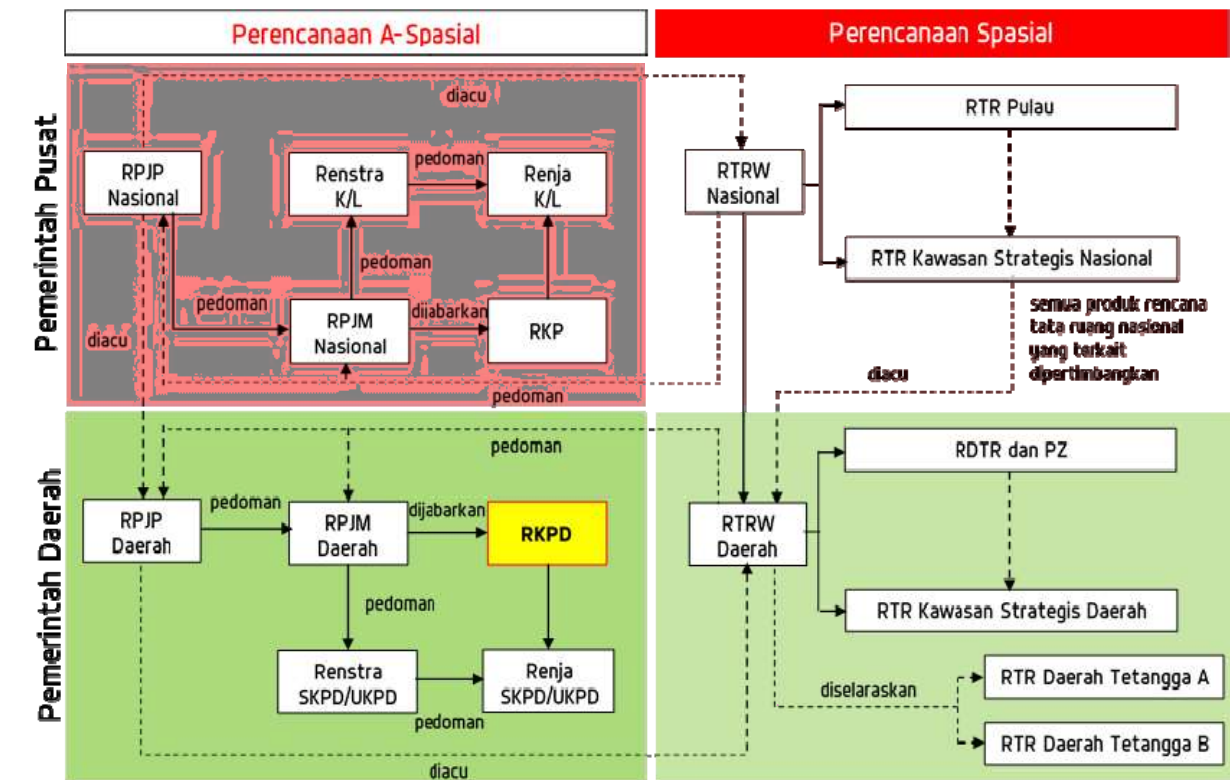 Perencanaan A-Spasial
Perencanaan Spasial
Pemerintah Pusat
diacu
RPJP
Nasional
Renstra
K/L
pedoman
Renja
K/L
pedoman
pedoman
RPJM
Nasional
dijabarkan
RKP
diacu
pedoman
RTRW
Nasional
RTR Pulau
RTR Kawasan Strategis Nasional
semua produk rencana
tata ruang nasional
yang terkait
dipertimbangkan
diacu
Pemerintah Daerah
pedoman
RPJP
Daerah
pedoman
RPJM
Daerah
dijabarkan
RKPD
pedoman
Renstra
SKPD/UKPD
pedoman
Renja
SKPD/UKPD
diacu
RTRW
Daerah
RDTR dan PZ
RTR Kawasan Strategis Daerah
diselaraskan
RTR Daerah Tetangga A
RTR Daerah Tetangga B